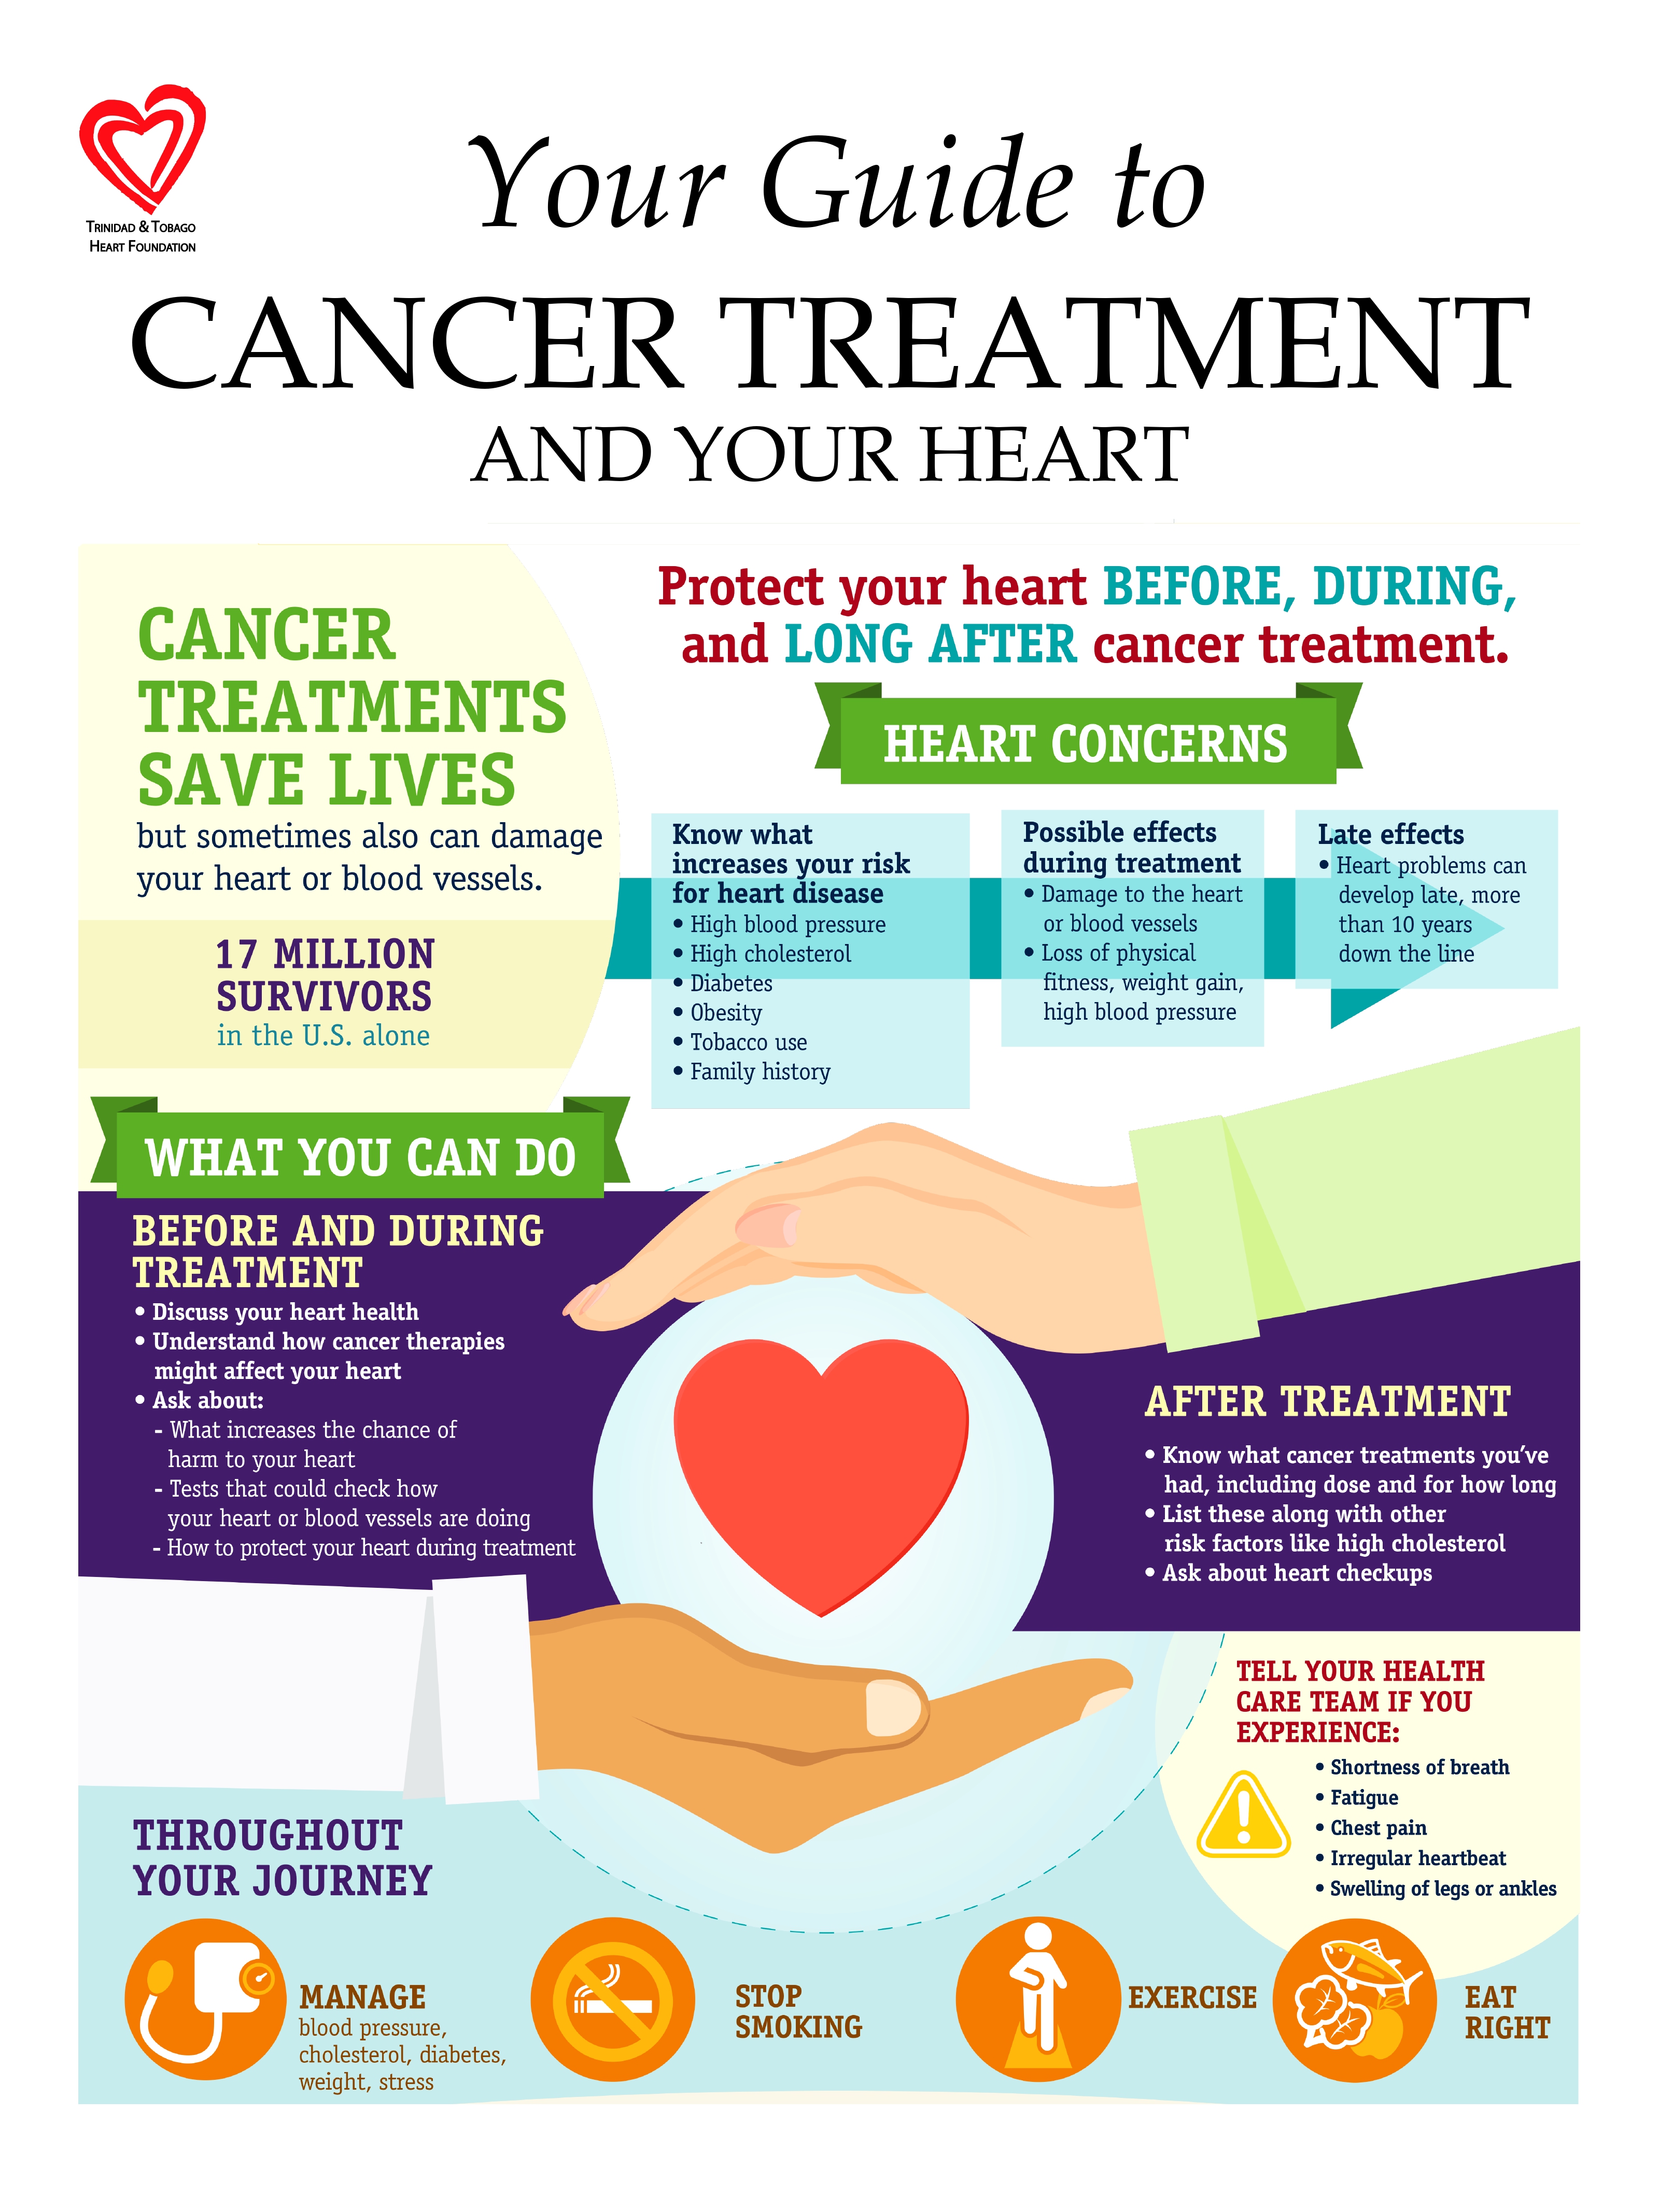 TRINIDAD & TOBAGO
HEART FOUNDATION
Your Guide to
CANCER TREATMENT
AND YOUR HEART
CANCER
TREATMENTS
SAVE LIVES
but sometimes also can damage
your heart or blood vessels.
17 MILLION
SURVIVORS
in the U.S. alone
Protect your heart BEFORE, DURING,
and LONG AFTER cancer treatment.
HEART CONCERNS
Know what
increases your risk
for heart disease
• High blood pressure
• High cholesterol
• Diabetes
• Obesity
• Tobacco use
• Family history
Possible effects
during treatment
• Damage to the heart
or blood vessels
• Loss of physical
fitness, weight gain,
high blood pressure
Late effects
• Heart problems can
develop late, more
than 10 years
down the line
WHAT YOU CAN DO
BEFORE AND DURING
TREATMENT
• Discuss your heart health
• Understand how cancer therapies
might affect your heart
• Ask about:
- What increases the chance of
harm to your heart
- Tests that could check how
your heart or blood vessels are doing
- How to protect your heart during treatment
AFTER TREATMENT
• Know what cancer treatments you've
had, including dose and for how long
• List these along with other
risk factors like high cholesterol
• Ask about heart checkups
TELL YOUR HEALTH
CARE TEAM IF YOU
EXPERIENCE:
• Shortness of breath
• Fatigue
• Chest pain
• Irregular heartbeat
• Swelling of legs or ankles
THROUGHOUT
YOUR JOURNEY
MANAGE
blood pressure,
cholesterol, diabetes,
weight, stress
STOP
SMOKING
EXERCISE
EAT
RIGHT